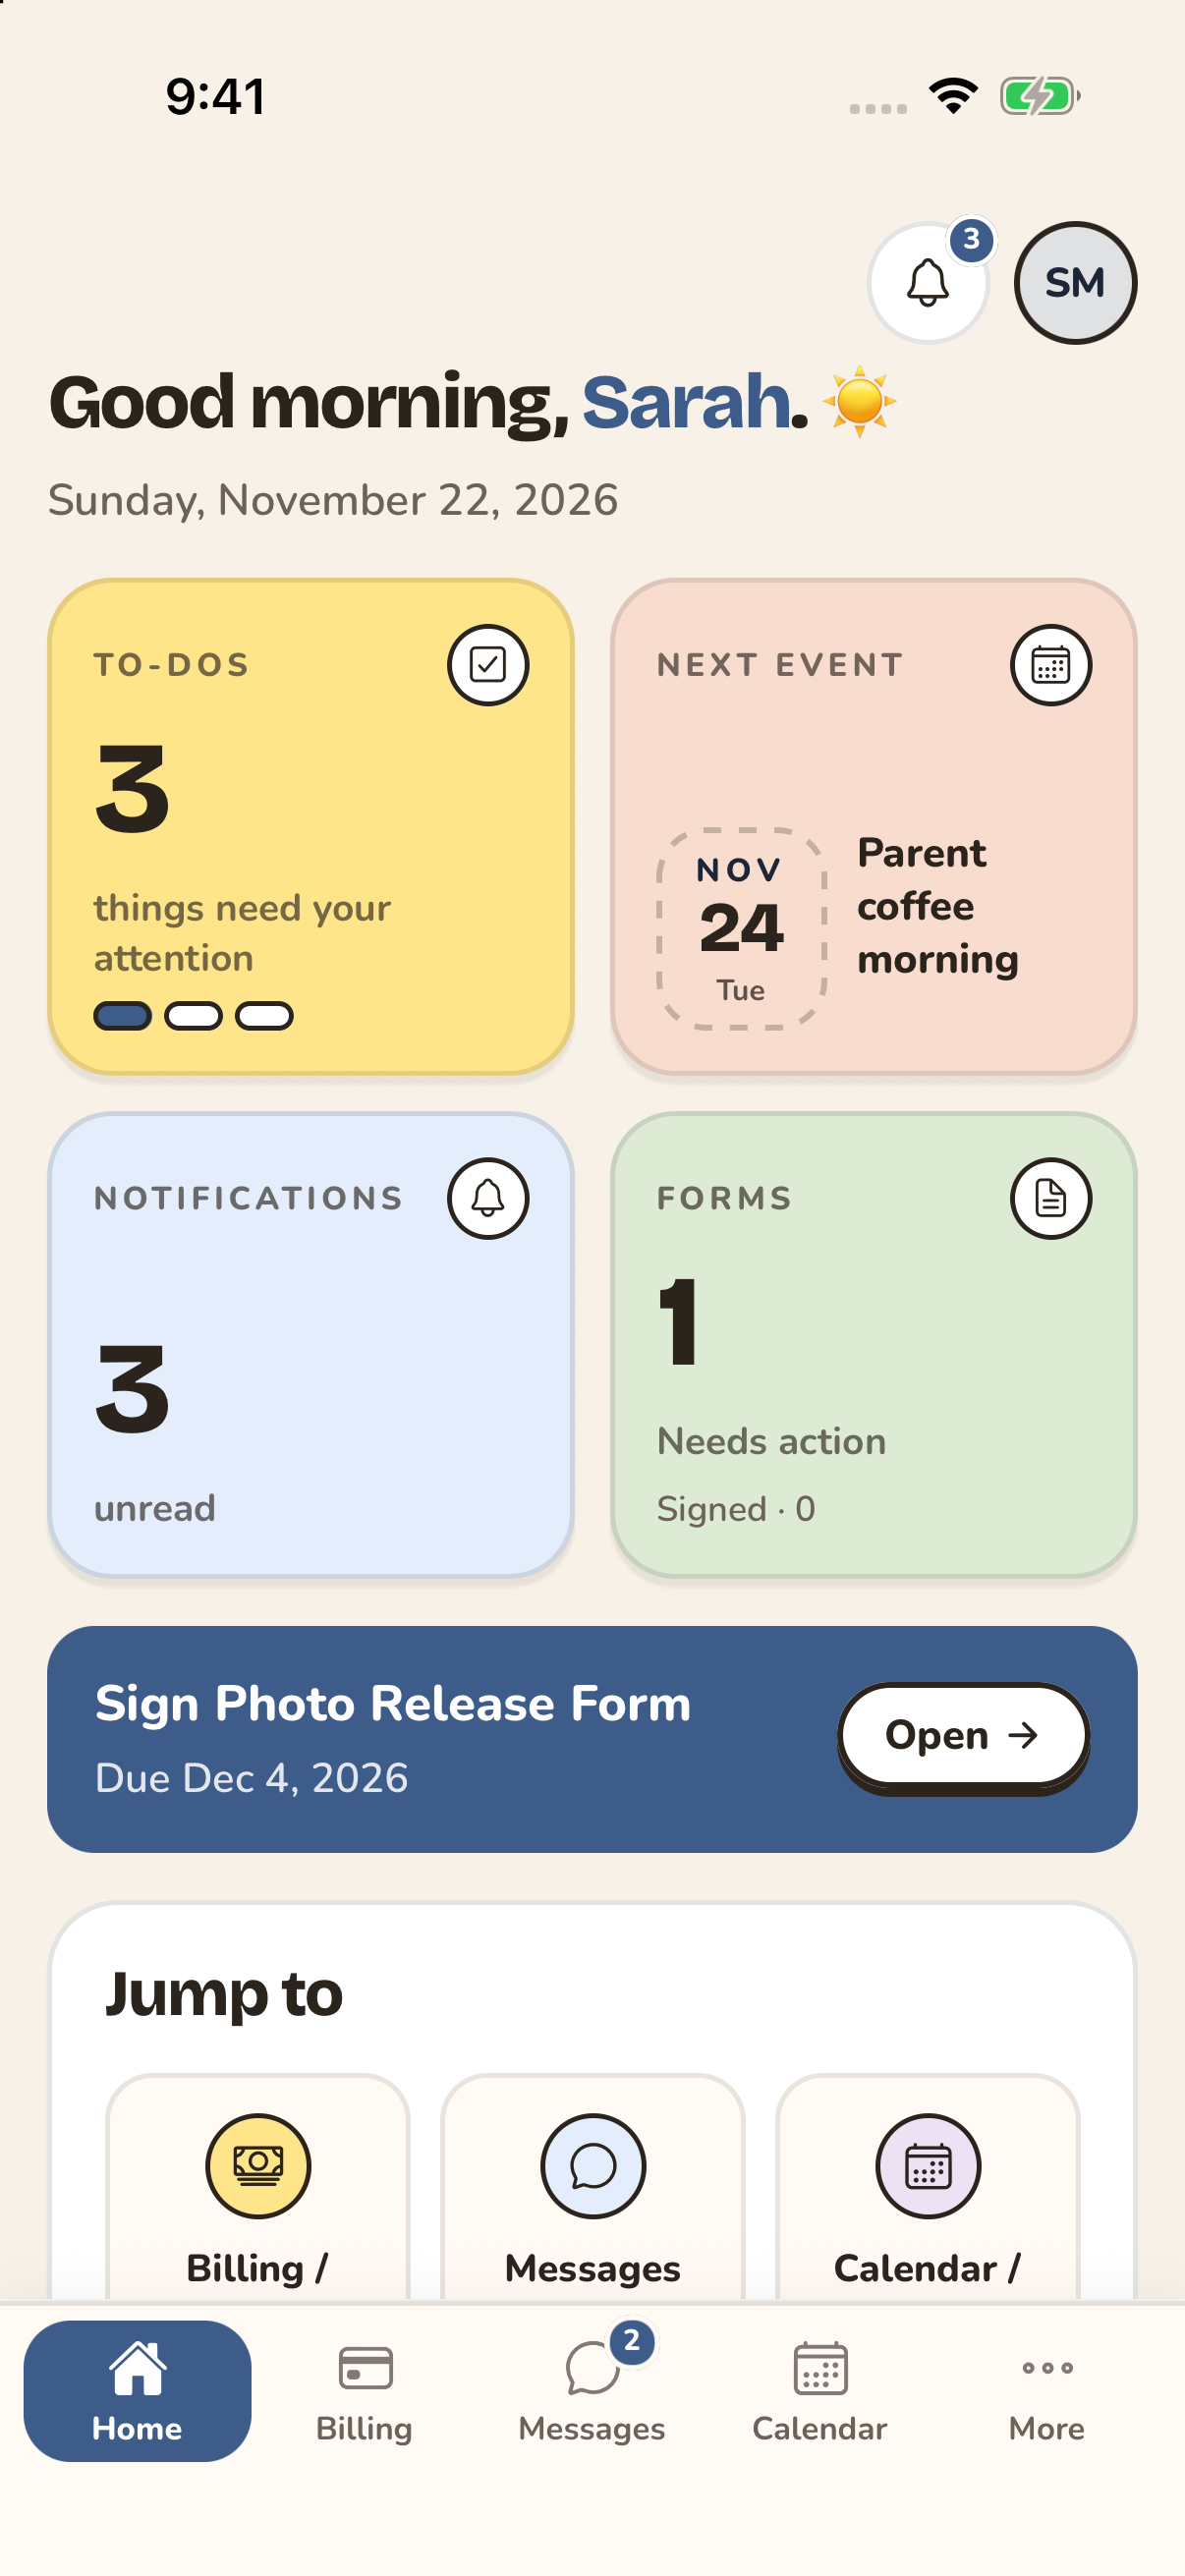 9:41
3
SM
Good morning, Sarah. ☀️
Sunday, November 22, 2026
TO-DOS
3
things need your
attention
NEXT EVENT
NOV
24
Tue
Parent
coffee
morning
NOTIFICATIONS
3
unread
FORMS
1
Needs action
Signed · 0
Sign Photo Release Form
Due Dec 4, 2026
Open →
Jump to
Billing /
Messages
Calendar /
Home
Billing
2
Messages
Calendar
More